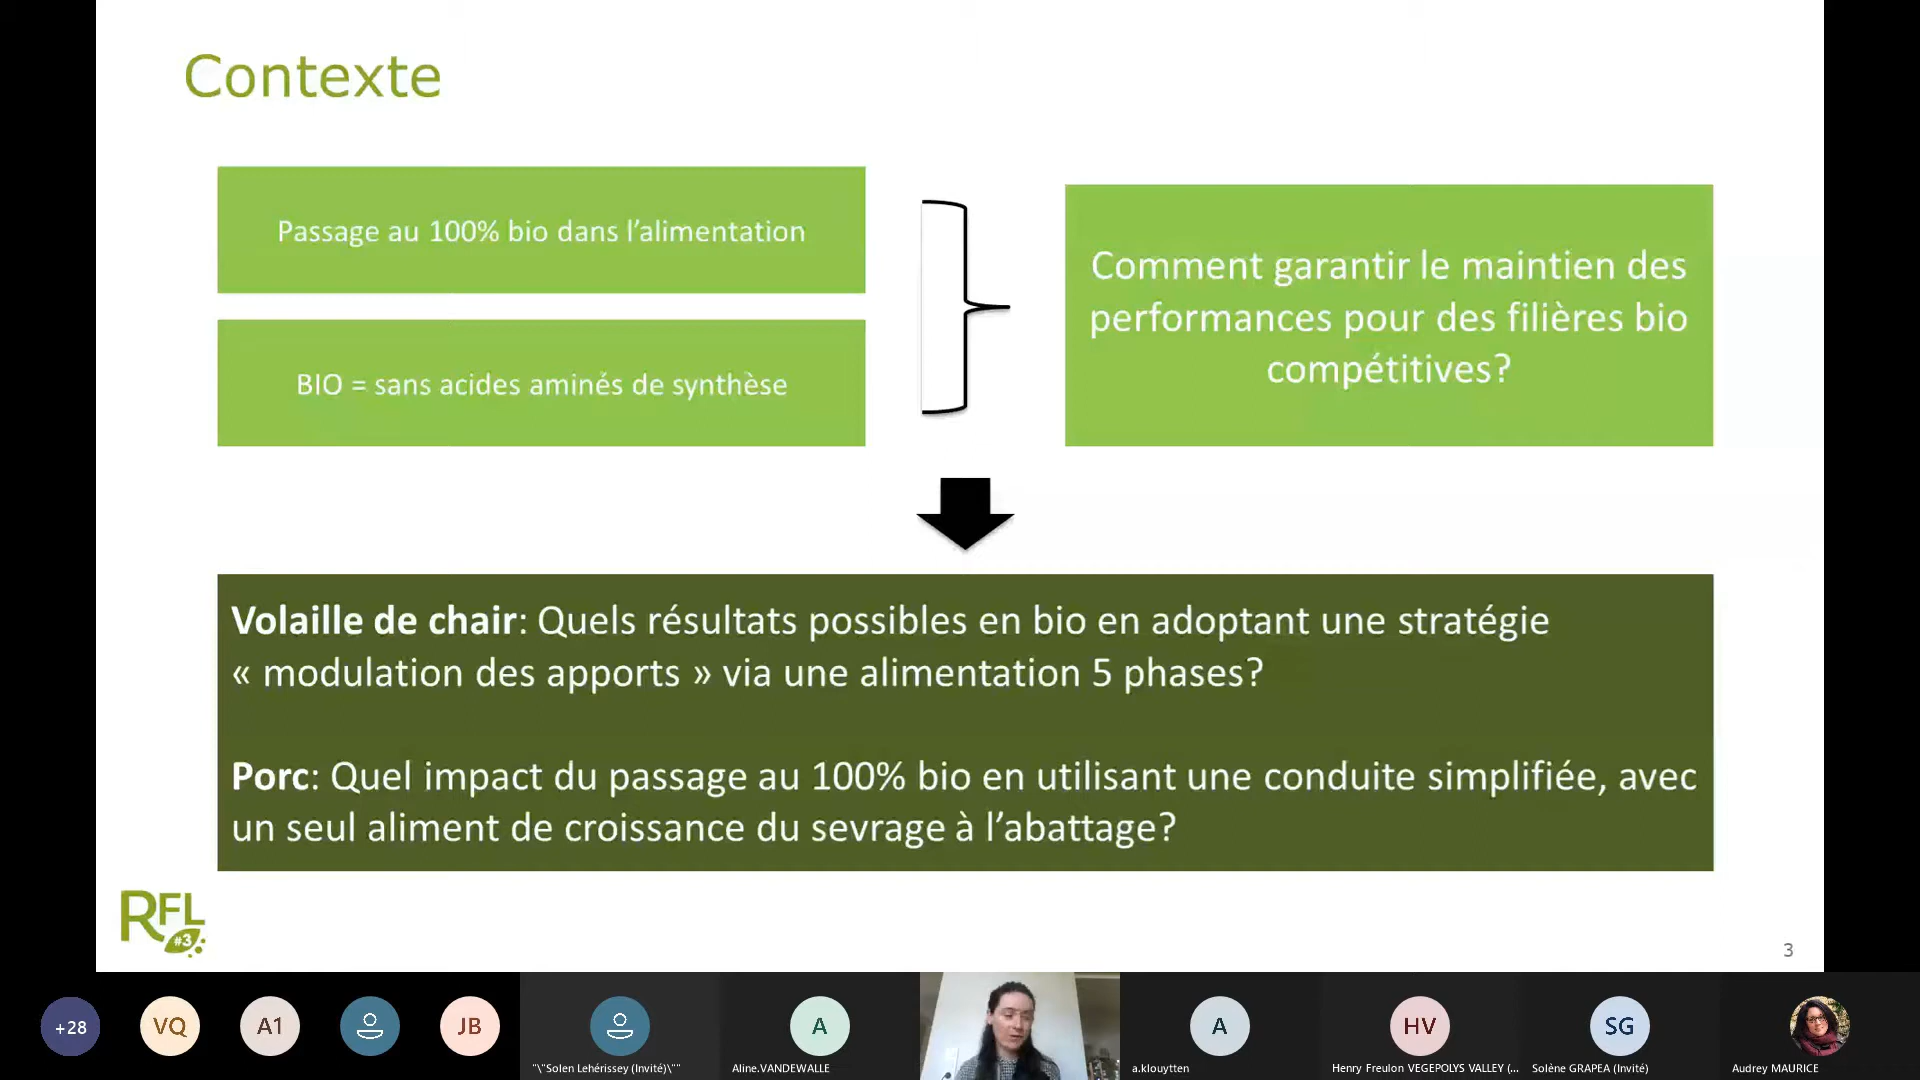 Contexte
Passage au 100% bio dans l’alimentation
BIO = sans acides aminés de synthèse
Comment garantir le maintien des
performances pour des filières bio
compétitives?
Volaille de chair: Quels résultats possibles en bio en adoptant une stratégie
« modulation des apports » via une alimentation 5 phases?
Porc: Quel impact du passage au 100% bio en utilisant une conduite simplifiée, avec
un seul aliment de croissance du sevrage à l’abattage?
RFL
#3
3
+28
VQ
A1
JB
A
A
HV
SG
"\"Solen Lehérissey (Invité)\""
Aline.VANDEWALLE
a.klouytten
Henry Freulon VEGEPOLYS VALLEY (...
Solène GRAPEA (Invité)
Audrey MAURICE